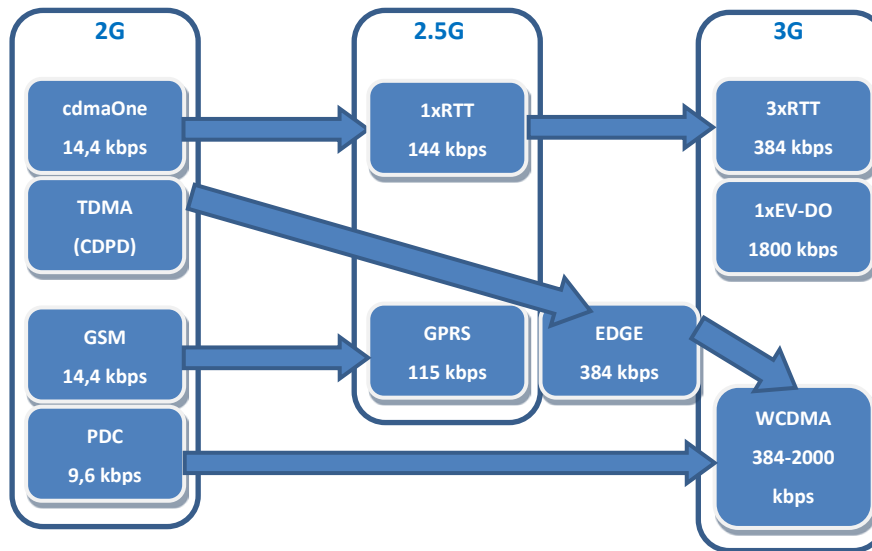 2G
cdmaOne
14,4 kbps
TDMA
(CDPD)
GSM
14,4 kbps
PDC
9,6 kbps
2.5G
1xRTT
144 kbps
GPRS
115 kbps
EDGE
384 kbps
3G
3xRTT
384 kbps
1xEV-DO
1800 kbps
WCDMA
384-2000
kbps